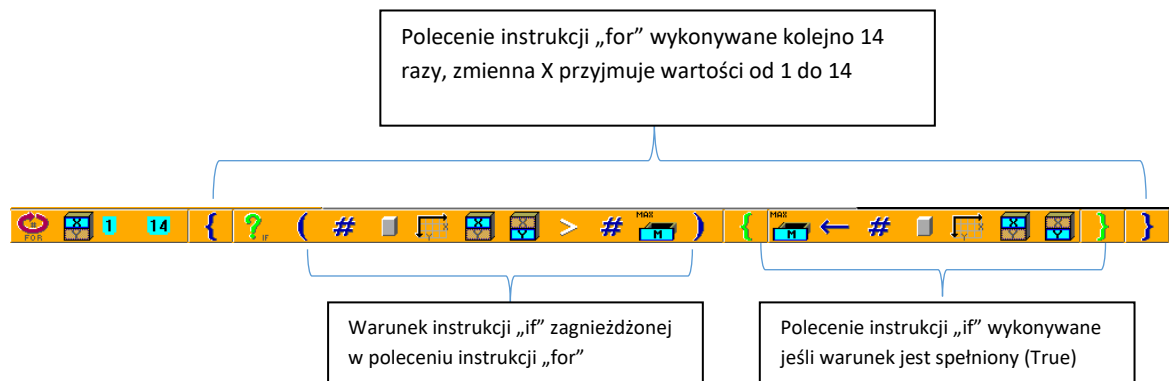 Polecenie instrukcji „for” wykonywane kolejno 14
razy, zmienna X przyjmuje wartości od 1 do 14
FOR X 1 14 { ? IF ( # Y X X Y > # MAX M ) { MAX M ← # Y X X Y } }
Warunek instrukcji „if” zagnieżdżonej
w poleceniu instrukcji „for”
Polecenie instrukcji „if” wykonywane
jeśli warunek jest spełniony (True)